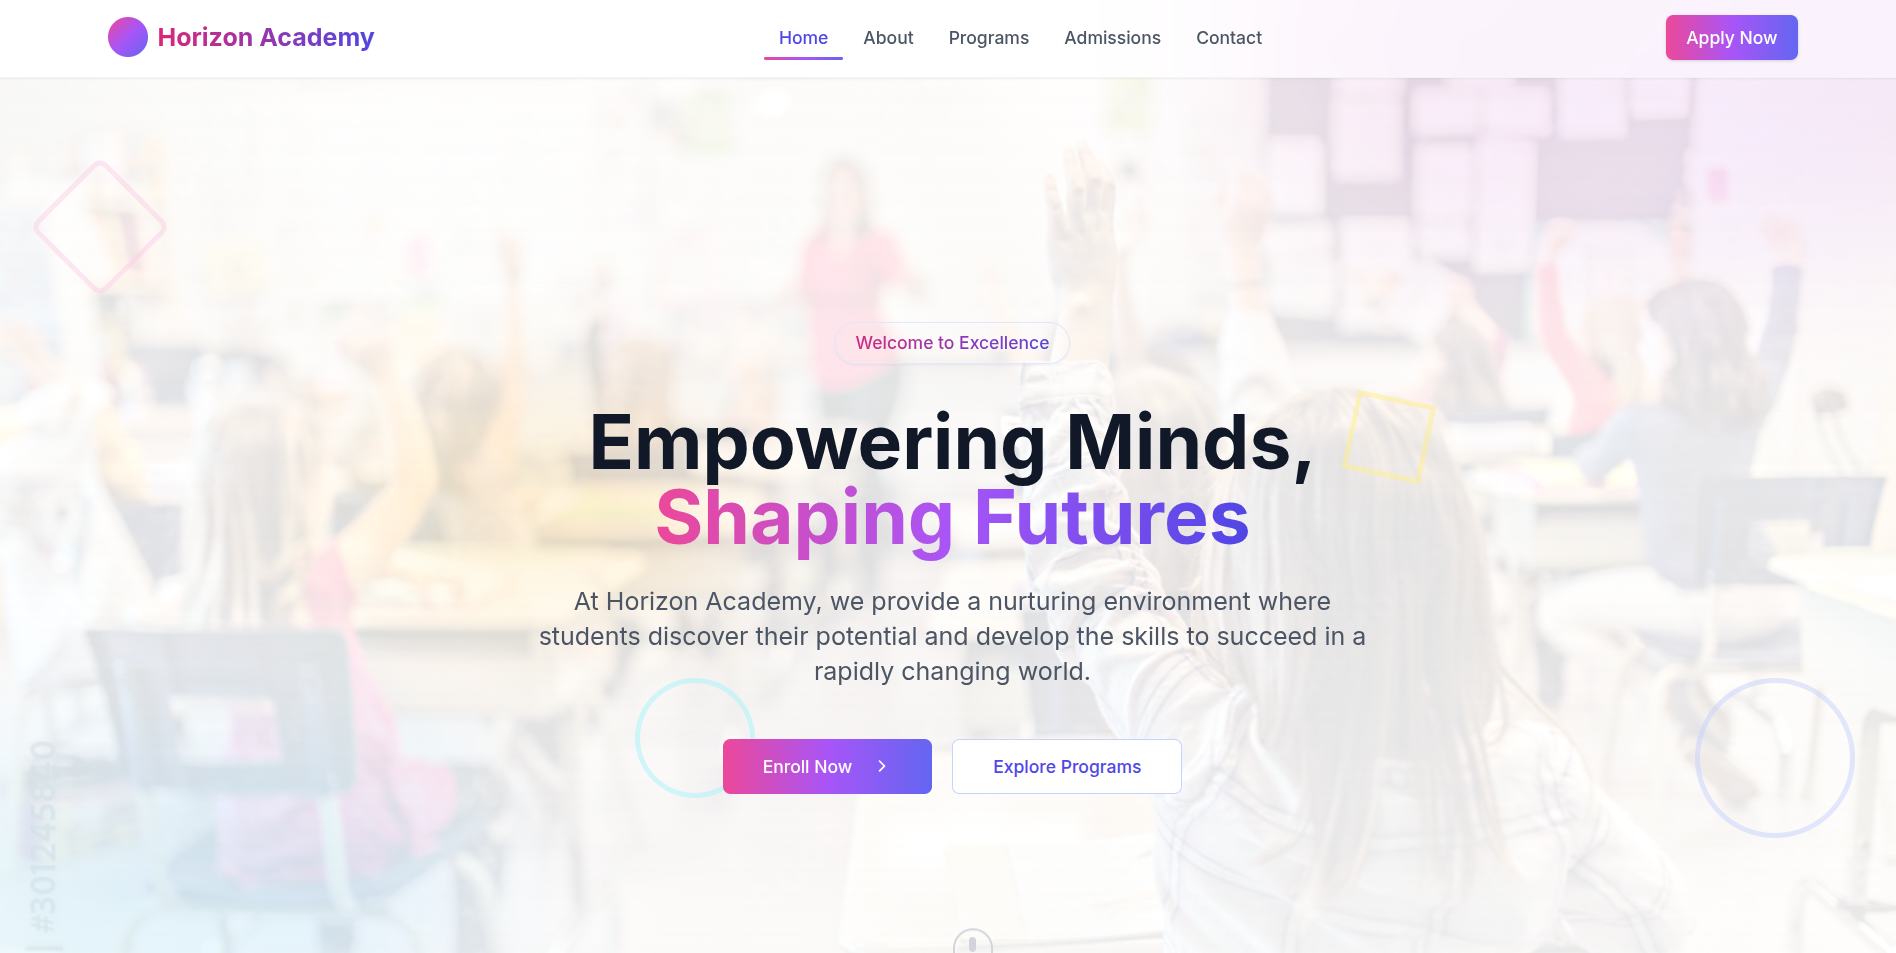 Horizon Academy
Home
About
Programs
Admissions
Contact
Apply Now
Welcome to Excellence
Empowering Minds,
Shaping Futures
At Horizon Academy, we provide a nurturing environment where
students discover their potential and develop the skills to succeed in a
rapidly changing world.
Enroll Now
Explore Programs
| #301245840